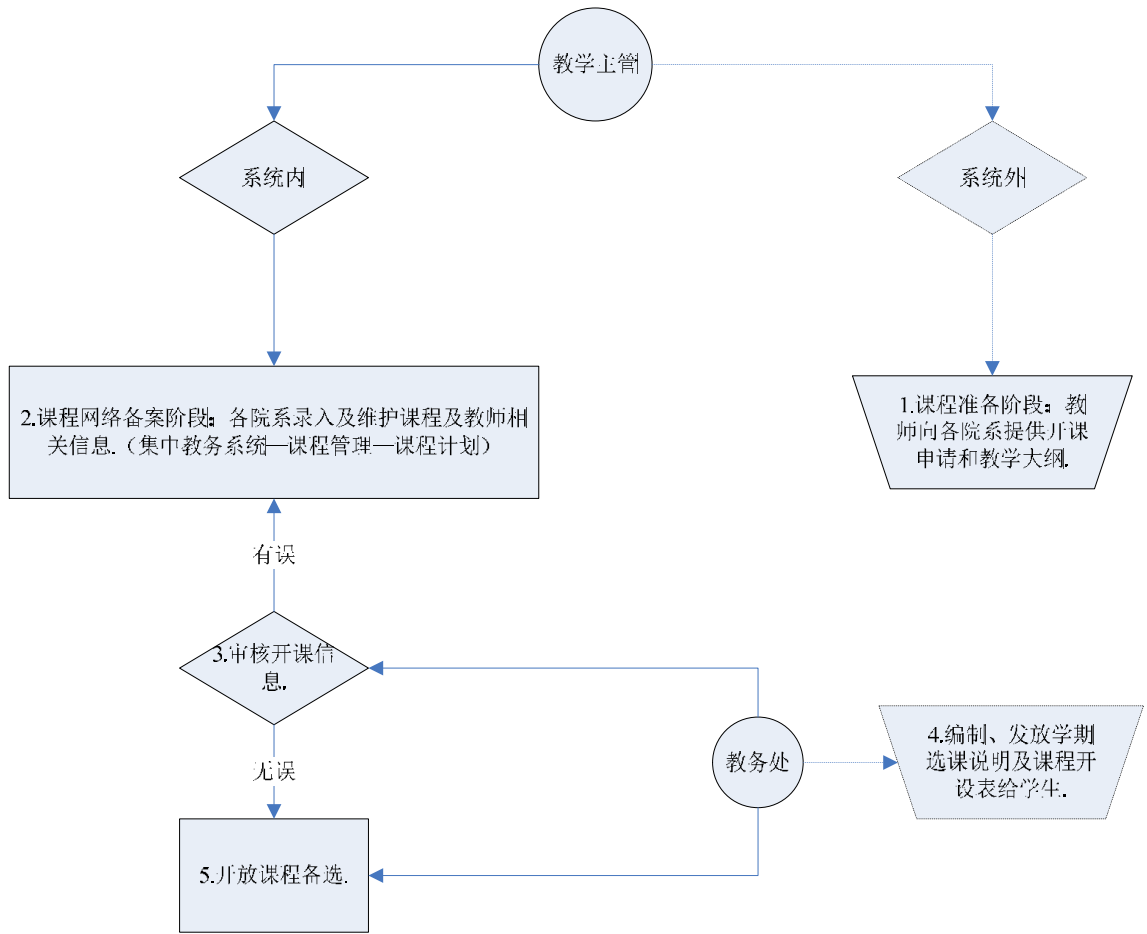 教学主管
系统内
系统外
2.课程网络备案阶段：各院系录入及维护课程及教师相
关信息.（集中教务系统—课程管理—课程计划）
1.课程准备阶段：教
师向各院系提供开课
申请和教学大纲.
有误
3.审核开课信
息.
教务处
4.编制、发放学期
选课说明及课程开
设表给学生.
无误
5.开放课程备选.